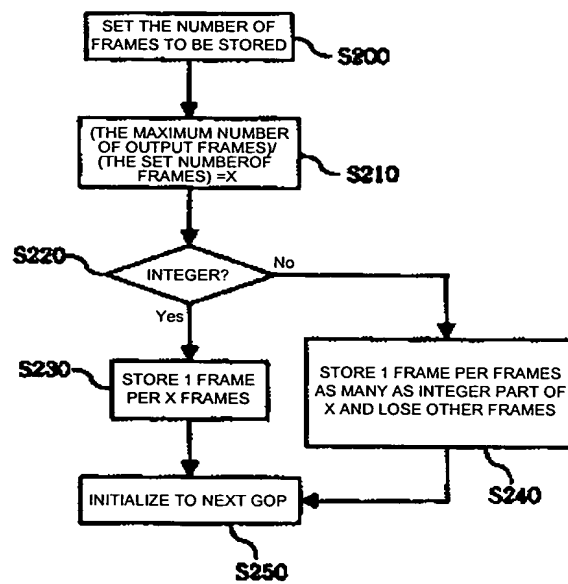 SET THE NUMBER OF
FRAMES TO BE STORED
S200
(THE MAXIMUM NUMBER
OF OUTPUT FRAMES)/
(THE SET NUMBEROF
FRAMES) =X
S210
S220
INTEGER?
No
Yes
S230
STORE 1 FRAME
PER X FRAMES
STORE 1 FRAME PER FRAMES
AS MANY AS INTEGER PART OF
X AND LOSE OTHER FRAMES
S240
INITIALIZE TO NEXT GOP
S250